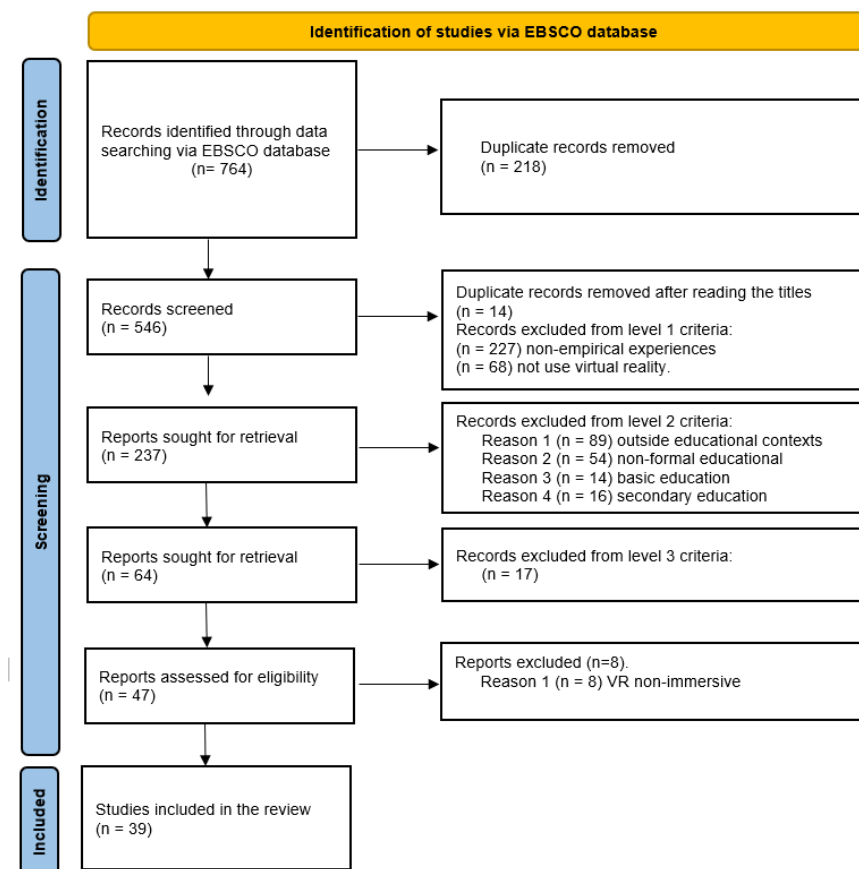 Identification of studies via EBSCO database
Identification
Records identified through data
searching via EBSCO database
(n= 764)
Duplicate records removed
(n = 218)
Screening
Records screened
(n = 546)
Duplicate records removed after reading the titles
(n = 14)
Records excluded from level 1 criteria:
(n = 227) non-empirical experiences
(n = 68) not use virtual reality.
Reports sought for retrieval
(n = 237)
Records excluded from level 2 criteria:
Reason 1 (n = 89) outside educational contexts
Reason 2 (n = 54) non-formal educational
Reason 3 (n = 14) basic education
Reason 4 (n = 16) secondary education
Reports sought for retrieval
(n = 64)
Records excluded from level 3 criteria:
(n = 17)
Reports assessed for eligibility
(n = 47)
Reports excluded (n=8).
Reason 1 (n = 8) VR non-immersive
Included
Studies included in the review
(n = 39)